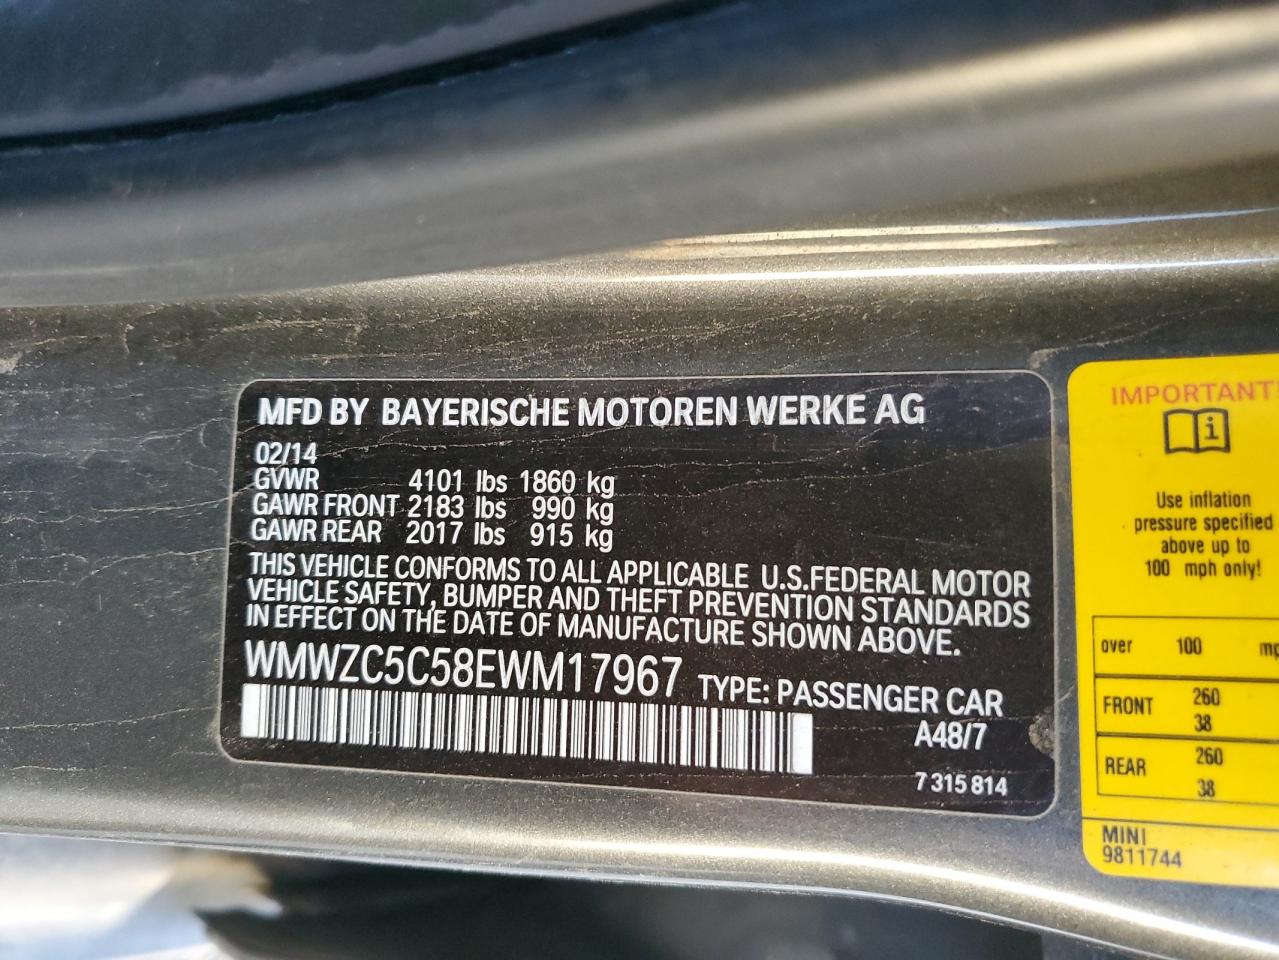 MFD BY BAYERISCHE MOTOREN WERKE AG
02/14
GVWR 4101 lbs 1860 kg
GAWR FRONT 2183 lbs 990 kg
GAWR REAR 2017 lbs 915 kg
THIS VEHICLE CONFORMS TO ALL APPLICABLE U.S.FEDERAL MOTOR
VEHICLE SAFETY, BUMPER AND THEFT PREVENTION STANDARDS
IN EFFECT ON THE DATE OF MANUFACTURE SHOWN ABOVE.
WMWZC5C58EWM17967 TYPE: PASSENGER CAR
A48/7
7 315 814
IMPORTANT
i
Use inflation
pressure specified
above up to
100 mph only!
over 100
FRONT 260
38
REAR 260
38
MINI
9811744